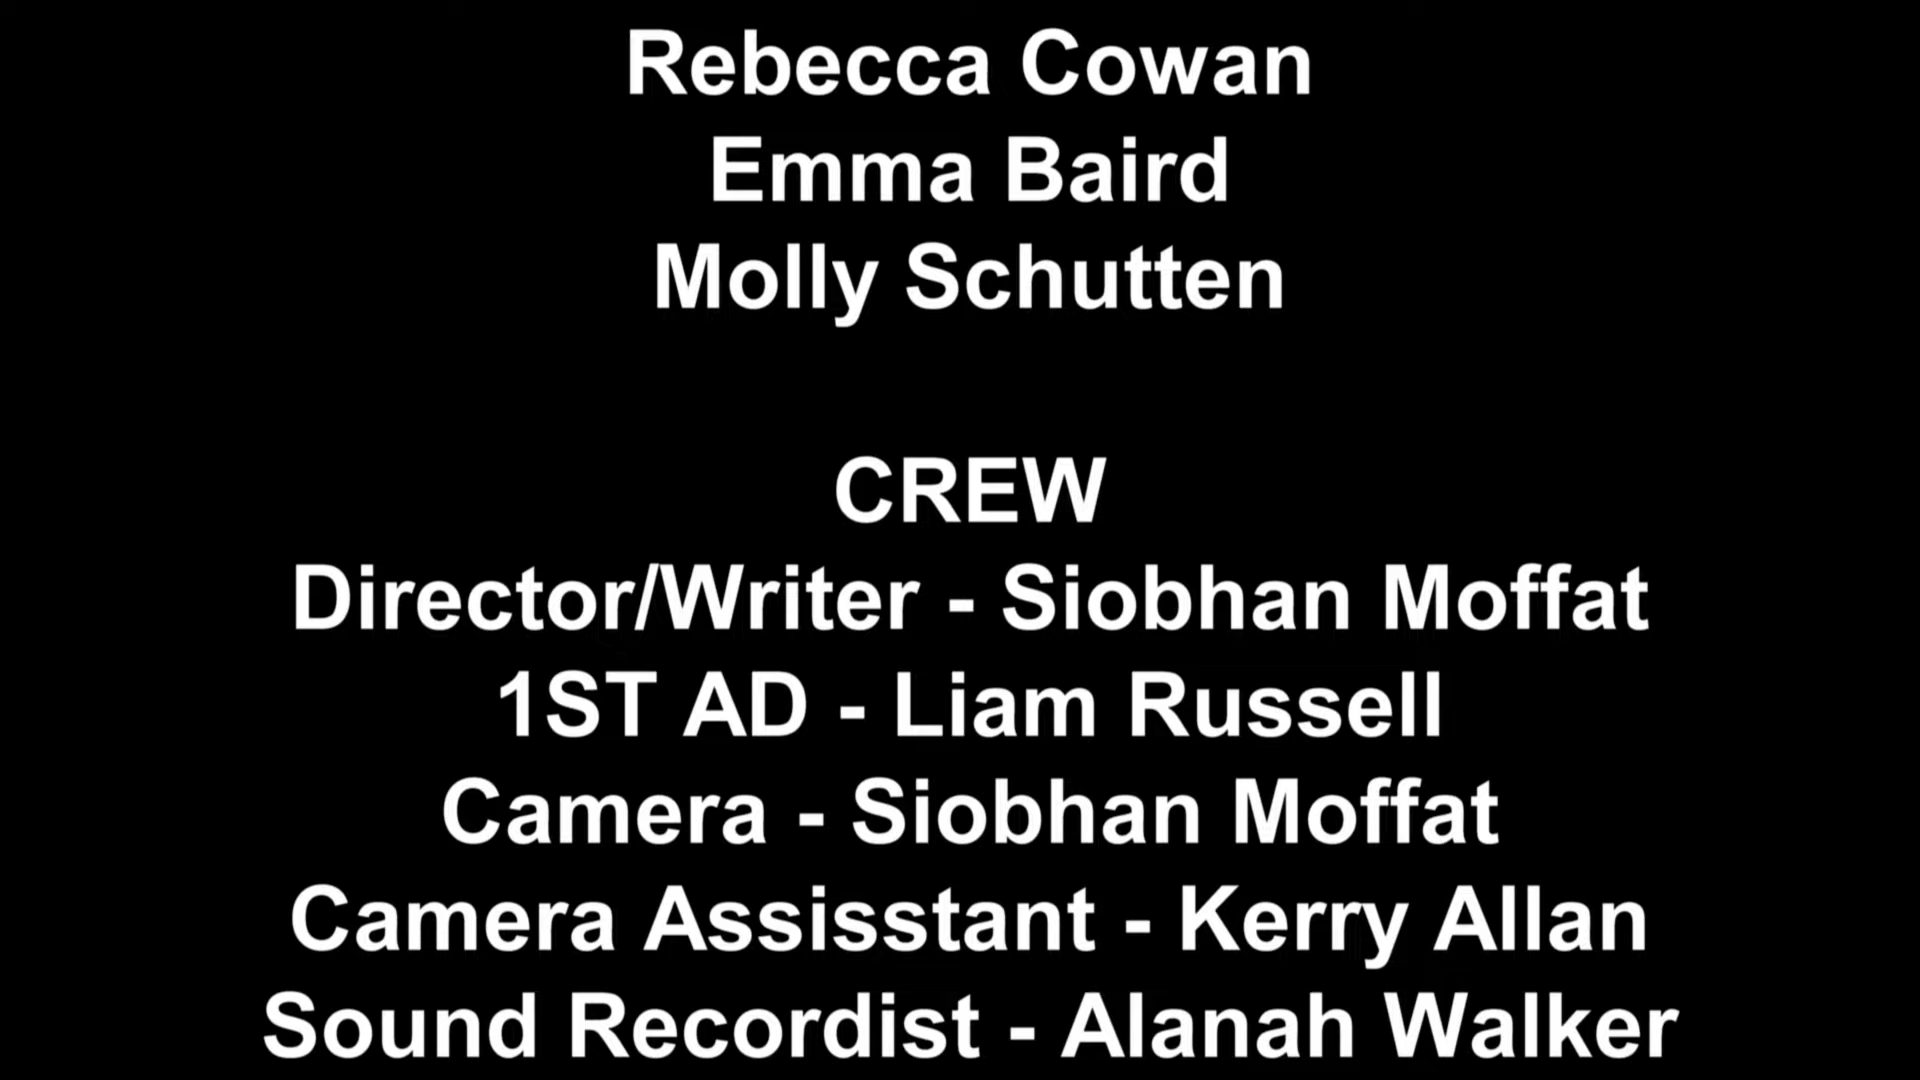 Rebecca Cowan
Emma Baird
Molly Schutten
CREW
Director/Writer - Siobhan Moffat
1ST AD - Liam Russell
Camera - Siobhan Moffat
Camera Assisstant - Kerry Allan
Sound Recordist - Alanah Walker